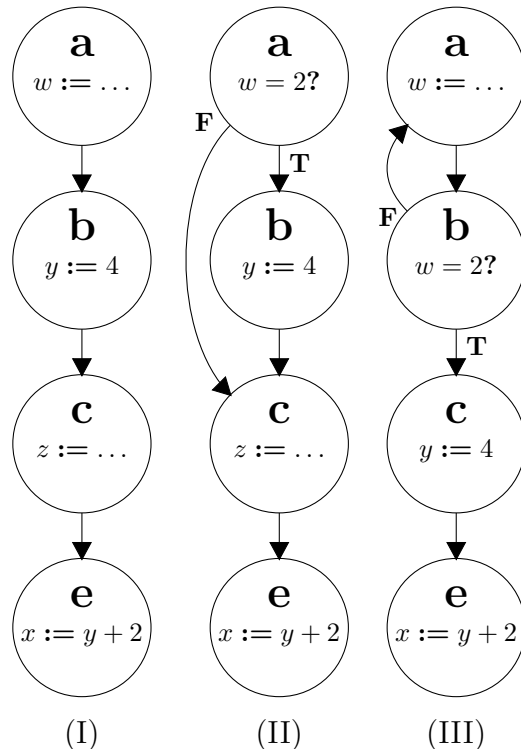 a
w := ...
b
y := 4
c
z := ...
e
x := y + 2
(I)
a
w = 2?
F
T
b
y := 4
c
z := ...
e
x := y + 2
(II)
a
w := ...
F
b
w = 2?
T
c
y := 4
e
x := y + 2
(III)